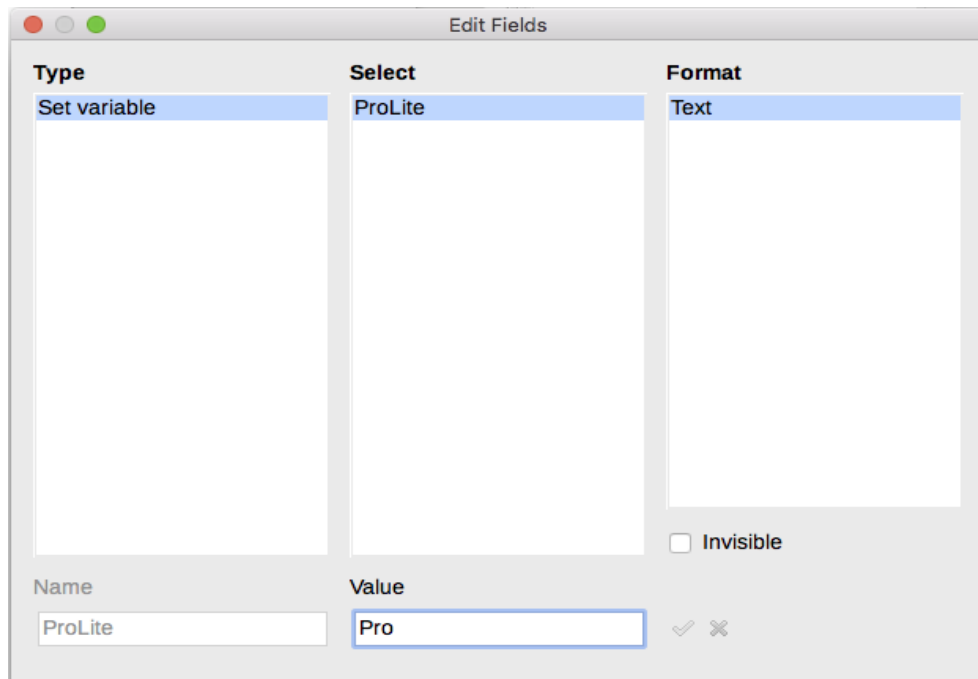 Edit Fields
Type
Select
Format
Set variable
ProLite
Text
Invisible
Name
Value
ProLite
Pro